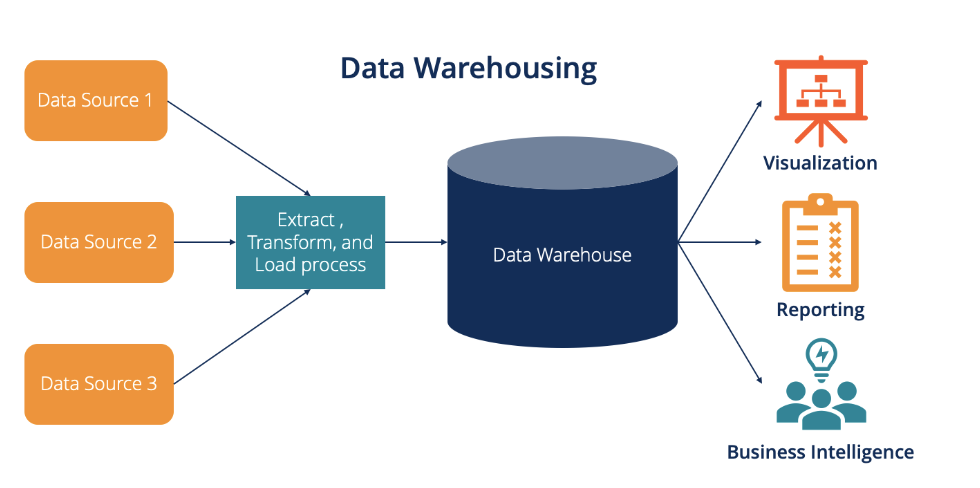 Data Warehousing
Data Source 1
Data Source 2
Data Source 3
Extract ,
Transform, and
Load process
Data Warehouse
Visualization
Reporting
Business Intelligence